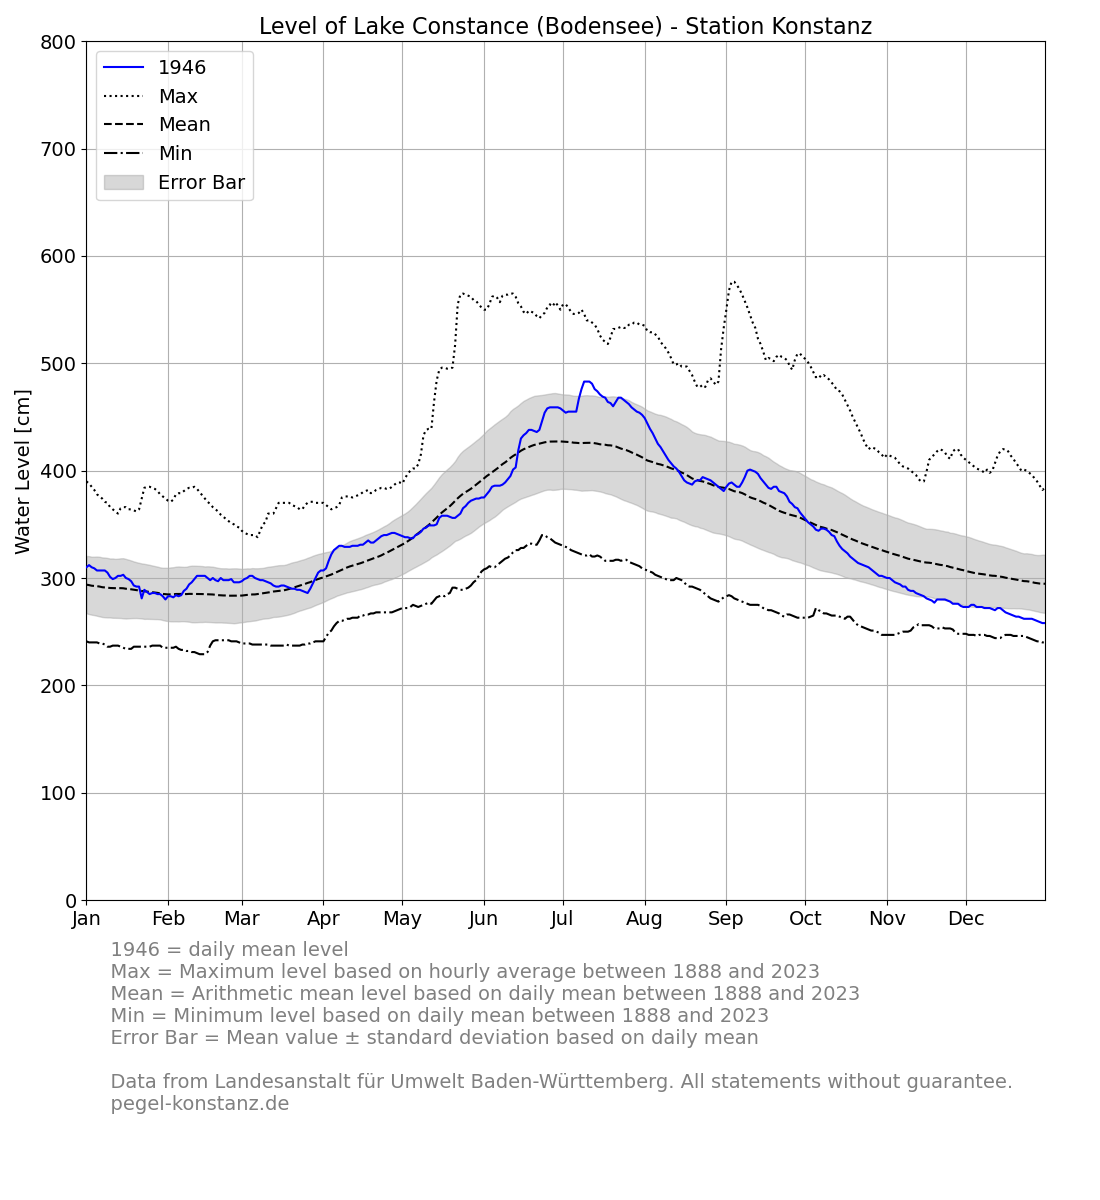 Level of Lake Constance (Bodensee) - Station Konstanz
800
700
600
500
400
300
200
100
0
Water Level [cm]
1946
Max
Mean
Min
Error Bar
Jan Feb Mar Apr May Jun Jul Aug Sep Oct Nov Dec
1946 = daily mean level
Max = Maximum level based on hourly average between 1888 and 2023
Mean = Arithmetic mean level based on daily mean between 1888 and 2023
Min = Minimum level based on daily mean between 1888 and 2023
Error Bar = Mean value ± standard deviation based on daily mean
Data from Landesanstalt für Umwelt Baden-Württemberg. All statements without guarantee.
pegel-konstanz.de